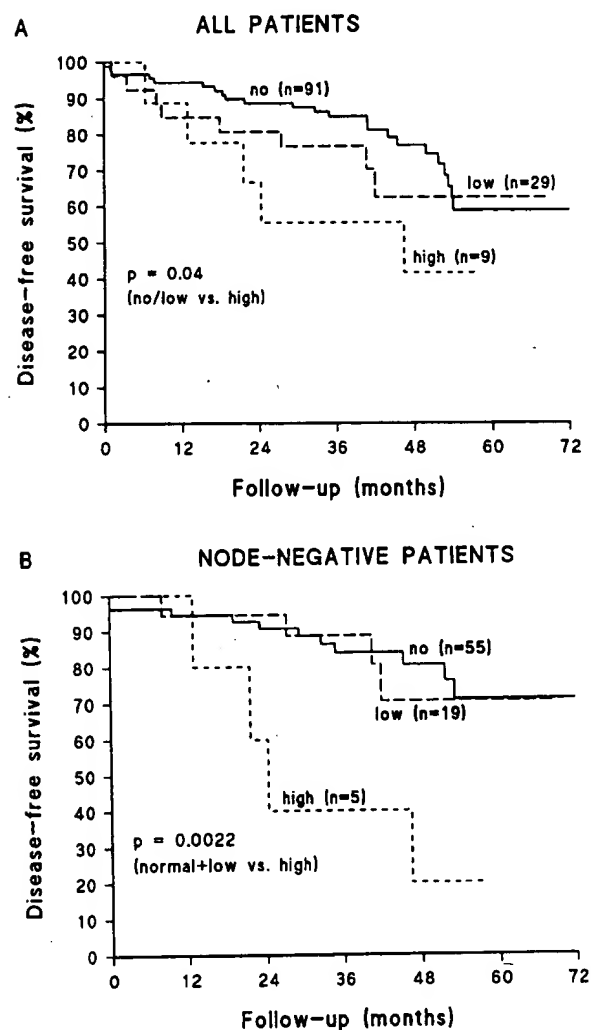 A
ALL PATIENTS
Disease-free survival (%)
100
90
80
70
60
50
40
30
20
10
0
no (n=91)
low (n=29)
high (n=9)
p = 0.04
(no/low vs. high)
0 12 24 36 48 60 72
Follow-up (months)
B
NODE-NEGATIVE PATIENTS
Disease-free survival (%)
100
90
80
70
60
50
40
30
20
10
0
no (n=55)
low (n=19)
high (n=5)
p = 0.0022
(normal+low vs. high)
0 12 24 36 48 60 72
Follow-up (months)